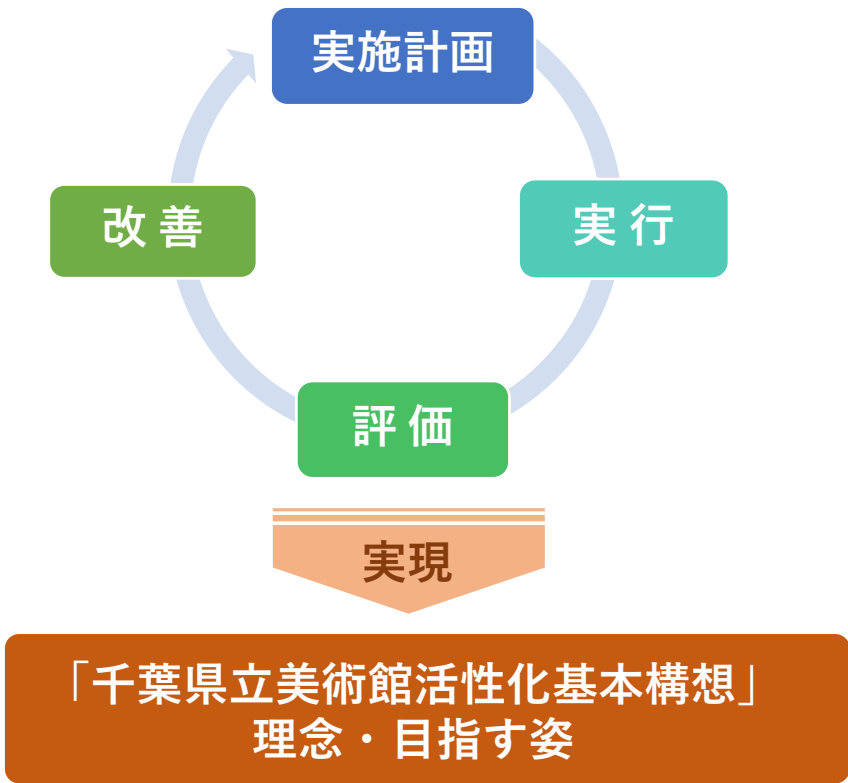 実施計画
実 行
評 価
改 善
実現
「千葉県立美術館活性化基本構想」
理念・目指す姿